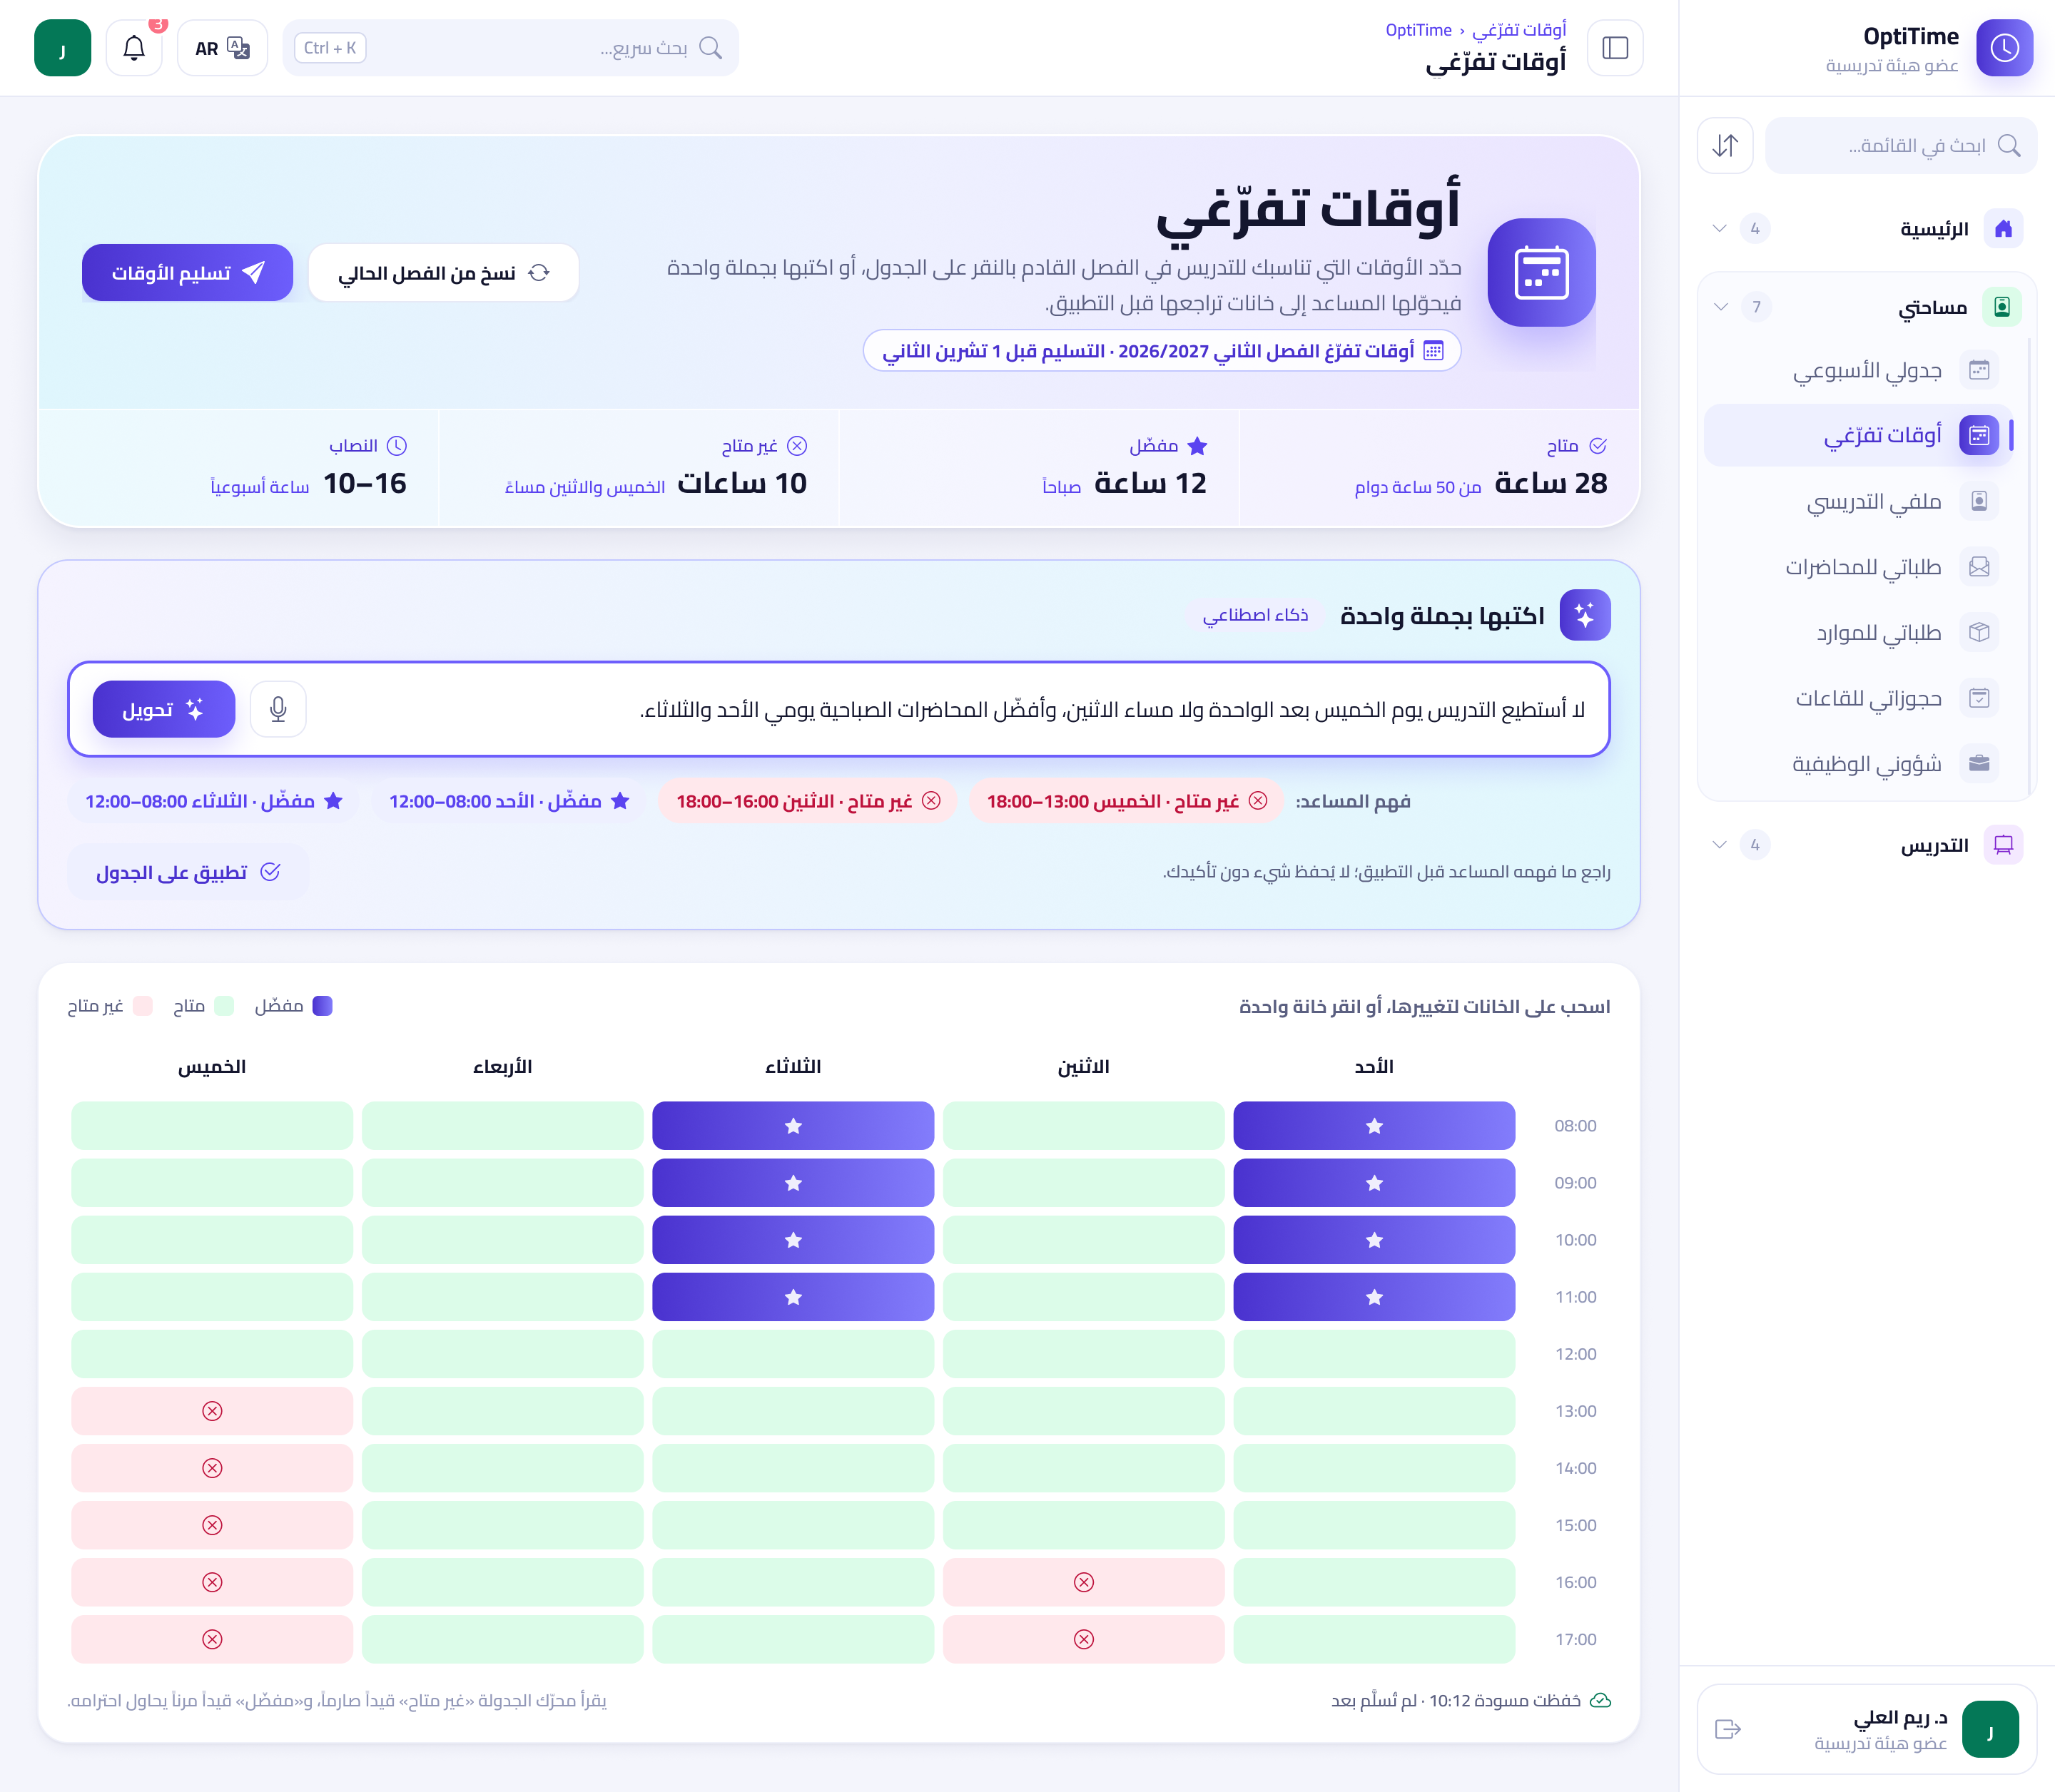 OptiTime
عضو هيئة تدريسية
ابحث في القائمة...
الرئيسية 4
مساحتي 7
جدولي الأسبوعي
أوقات تفرّغي
ملفي التدريسي
طلباتي للمحاضرات
طلباتي للموارد
حجوزاتي للقاعات
شؤوني الوظيفية
التدريس 4
ر
د. ريم العلي
عضو هيئة تدريسية
أوقات تفرّغي ‹ OptiTime
أوقات تفرّغي
بحث سريع... Ctrl + K
AR
3
ر
أوقات تفرّغي
حدّد الأوقات التي تناسبك للتدريس في الفصل القادم بالنقر على الجدول، أو اكتبها بجملة واحدة
فيحوّلها المساعد إلى خانات تراجعها قبل التطبيق.
أوقات تفرّغ الفصل الثاني 2026/2027 · التسليم قبل 1 تشرين الثاني
نسخ من الفصل الحالي
تسليم الأوقات
متاح
28 ساعة من 50 ساعة دوام
مفضّل
12 ساعة صباحاً
غير متاح
10 ساعات الخميس والاثنين مساءً
النصاب
10–16 ساعة أسبوعياً
اكتبها بجملة واحدة ذكاء اصطناعي
لا أستطيع التدريس يوم الخميس بعد الواحدة ولا مساء الاثنين، وأفضّل المحاضرات الصباحية يومي الأحد والثلاثاء.
تحويل
فهم المساعد: غير متاح · الخميس 13:00–18:00 غير متاح · الاثنين 16:00–18:00 مفضّل · الأحد 08:00–12:00 مفضّل · الثلاثاء 08:00–12:00
راجع ما فهمه المساعد قبل التطبيق؛ لا يُحفظ شيء دون تأكيدك.
تطبيق على الجدول
اسحب على الخانات لتغييرها، أو انقر خانة واحدة
مفضّل متاح غير متاح
الأحد الاثنين الثلاثاء الأربعاء الخميس
08:00
09:00
10:00
11:00
12:00
13:00
14:00
15:00
16:00
17:00
حُفظت مسودة 10:12 · لم تُسلَّم بعد
يقرأ محرّك الجدولة «غير متاح» قيداً صارماً، و«مفضّل» قيداً مرناً يحاول احترامه.